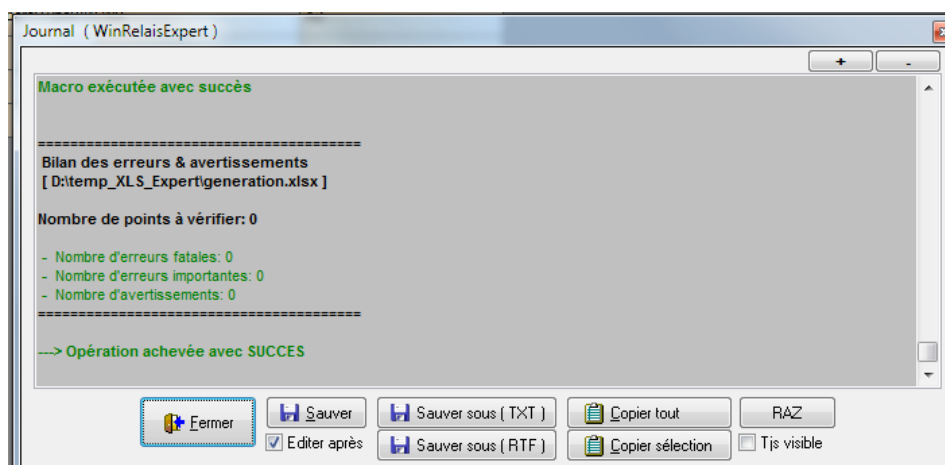 Journal ( WinRelaisExpert )
+ -
Macro exécutée avec succès
========================================
Bilan des erreurs & avertissements
[ D:\temp_XLS_Expert\generation.xlsx ]
Nombre de points à vérifier: 0
- Nombre d'erreurs fatales: 0
- Nombre d'erreurs importantes: 0
- Nombre d'avertissements: 0
========================================
---> Opération achevée avec SUCCES
Fermer
Sauver
Sauver sous ( TXT )
Copier tout
RAZ
Editer après
Sauver sous ( RTF )
Copier sélection
Tjs visible